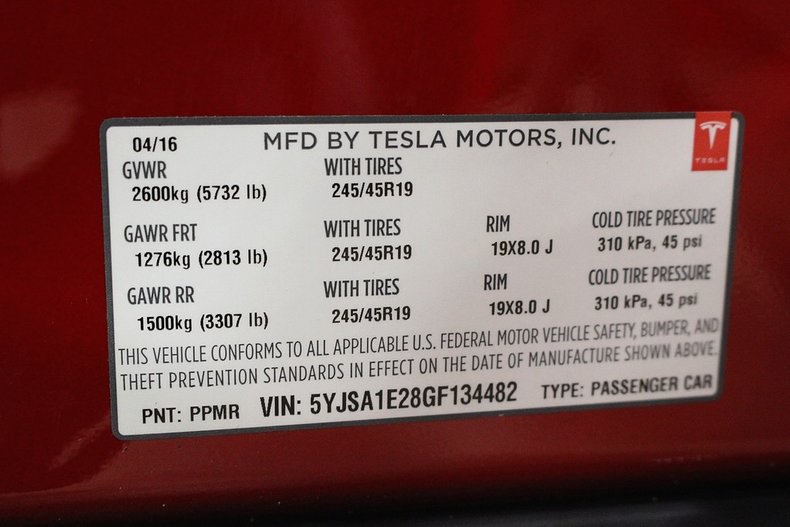 04/16 MFD BY TESLA MOTORS, INC.
TESLA
GVWR WITH TIRES
2600kg (5732 lb) 245/45R19
GAWR FRT WITH TIRES RIM COLD TIRE PRESSURE
1276kg (2813 lb) 245/45R19 19X8.0 J 310 kPa, 45 psi
GAWR RR WITH TIRES RIM COLD TIRE PRESSURE
1500kg (3307 lb) 245/45R19 19X8.0 J 310 kPa, 45 psi
THIS VEHICLE CONFORMS TO ALL APPLICABLE U.S. FEDERAL MOTOR VEHICLE SAFETY, BUMPER, AND
THEFT PREVENTION STANDARDS IN EFFECT ON THE DATE OF MANUFACTURE SHOWN ABOVE.
PNT: PPMR VIN: 5YJSA1E28GF134482 TYPE: PASSENGER CAR